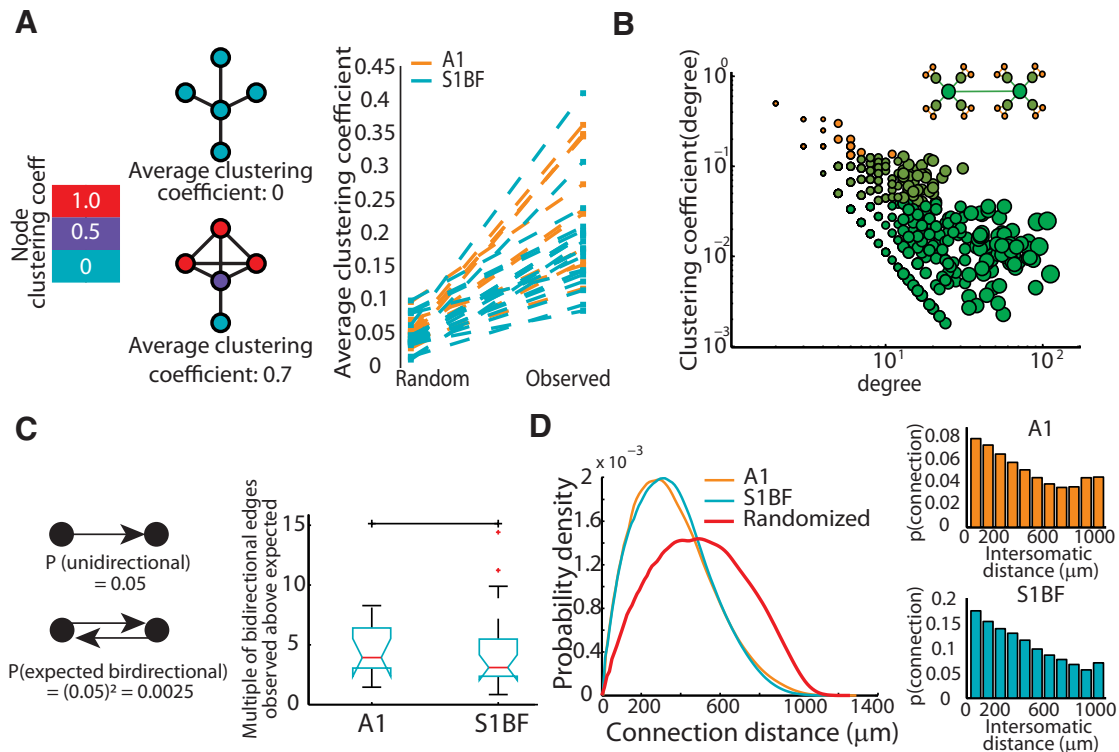 A
Node
clustering coeff
1.0
0.5
0
Average clustering
coefficient: 0
Average clustering
coefficient: 0.7
Average clustering coefficient
0.45
0.4
0.35
0.3
0.25
0.2
0.15
0.1
0.05
0
A1
S1BF
Random
Observed
B
Clustering coefficient(degree)
10^0
10^-1
10^-2
10^-3
10^1
10^2
degree
C
P (unidirectional)
= 0.05
P(expected birdirectional)
= (0.05)² = 0.0025
Multiple of bidirectional edges
observed above expected
15
10
5
0
A1
S1BF
D
Probability density
x 10^-3
2
1.6
1.2
0.8
0.4
0
A1
S1BF
Randomized
0 200 600 1000 1400
Connection distance (µm)
A1
p(connection)
0.08
0.06
0.04
0.02
0
0 200 600 1000
Intersomatic
distance (µm)
S1BF
p(connection)
0.2
0.15
0.1
0.05
0
0 200 600 1000
Intersomatic
distance (µm)